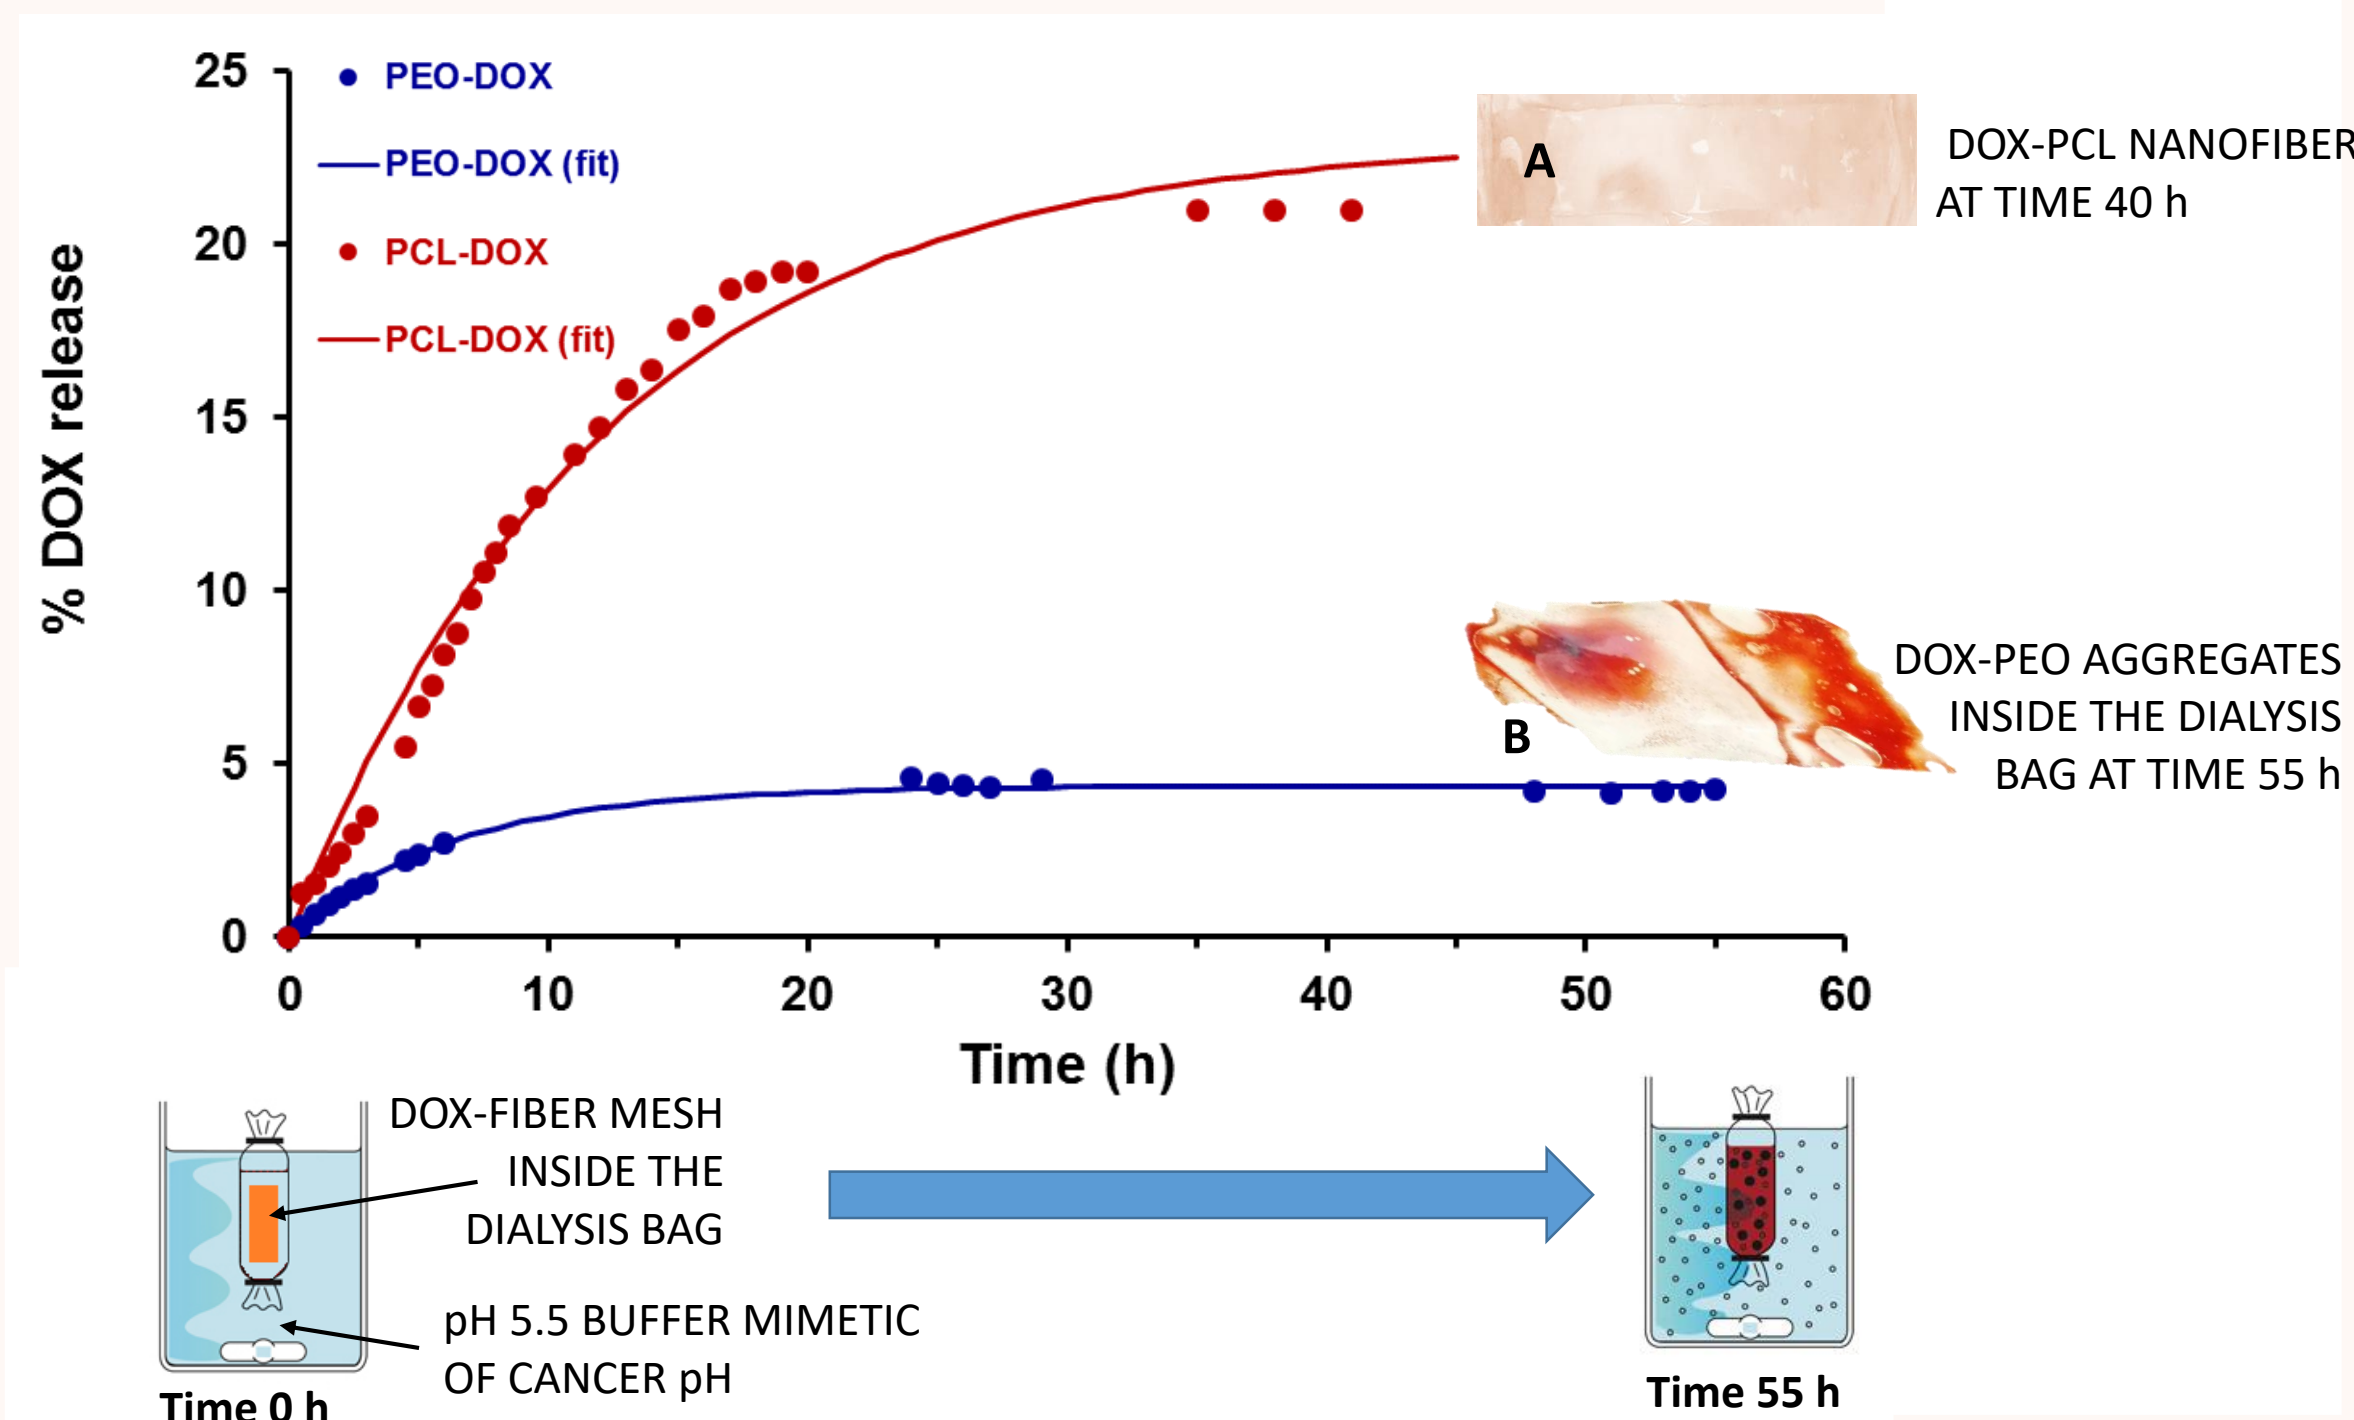 25
20
15
10
5
0
% DOX release
PEO-DOX
PEO-DOX (fit)
PCL-DOX
PCL-DOX (fit)
A
DOX-PCL NANOFIBER
AT TIME 40 h
B
DOX-PEO AGGREGATES
INSIDE THE DIALYSIS
BAG AT TIME 55 h
0 10 20 30 40 50 60
Time (h)
DOX-FIBER MESH
INSIDE THE
DIALYSIS BAG
pH 5.5 BUFFER MIMETIC
OF CANCER pH
Time 0 h
Time 55 h